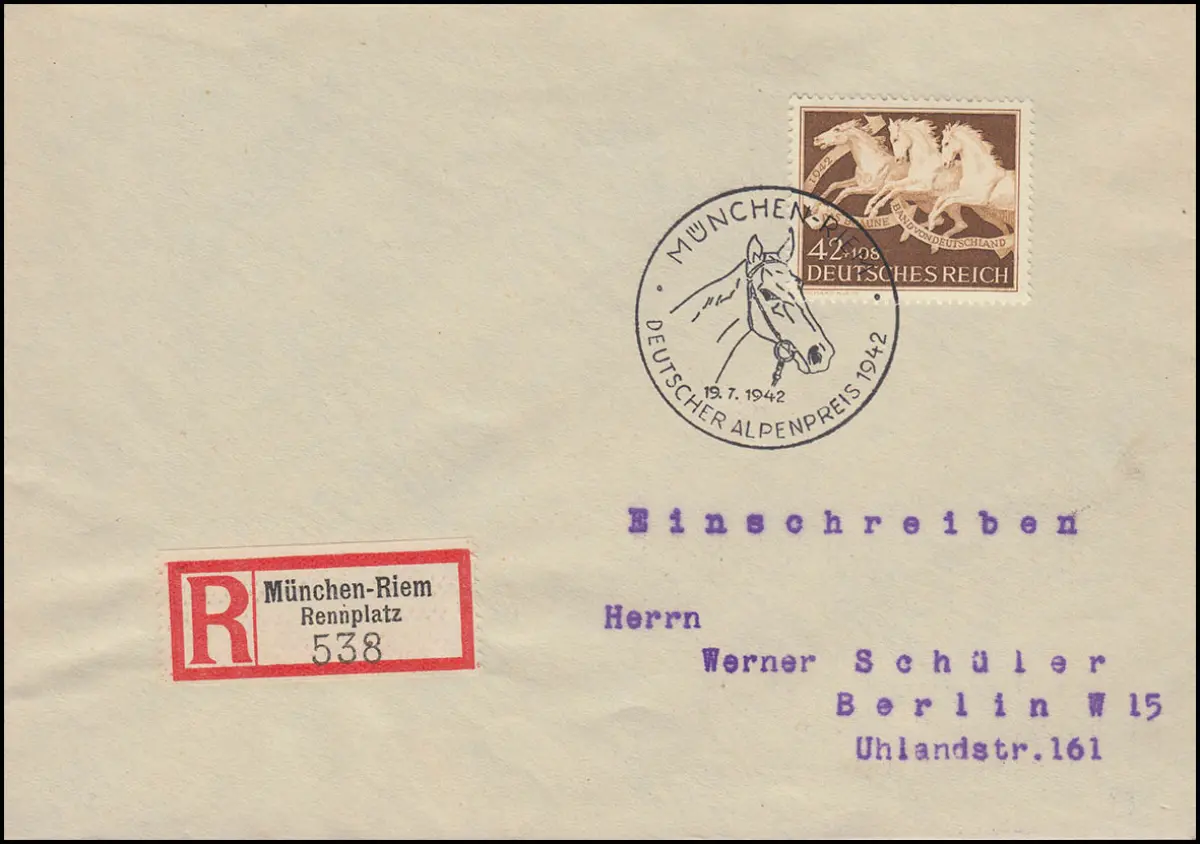 1942
DAS BRAUNE
BAND VON DEUTSCHLAND
42+108
DEUTSCHES REICH
MÜNCHEN-RIEM
19.7.1942
DEUTSCHER ALPENPREIS 1942
Einschreiben
R
München-Riem
Rennplatz
538
Herrn
Werner Schüler
Berlin W 15
Uhlandstr.161